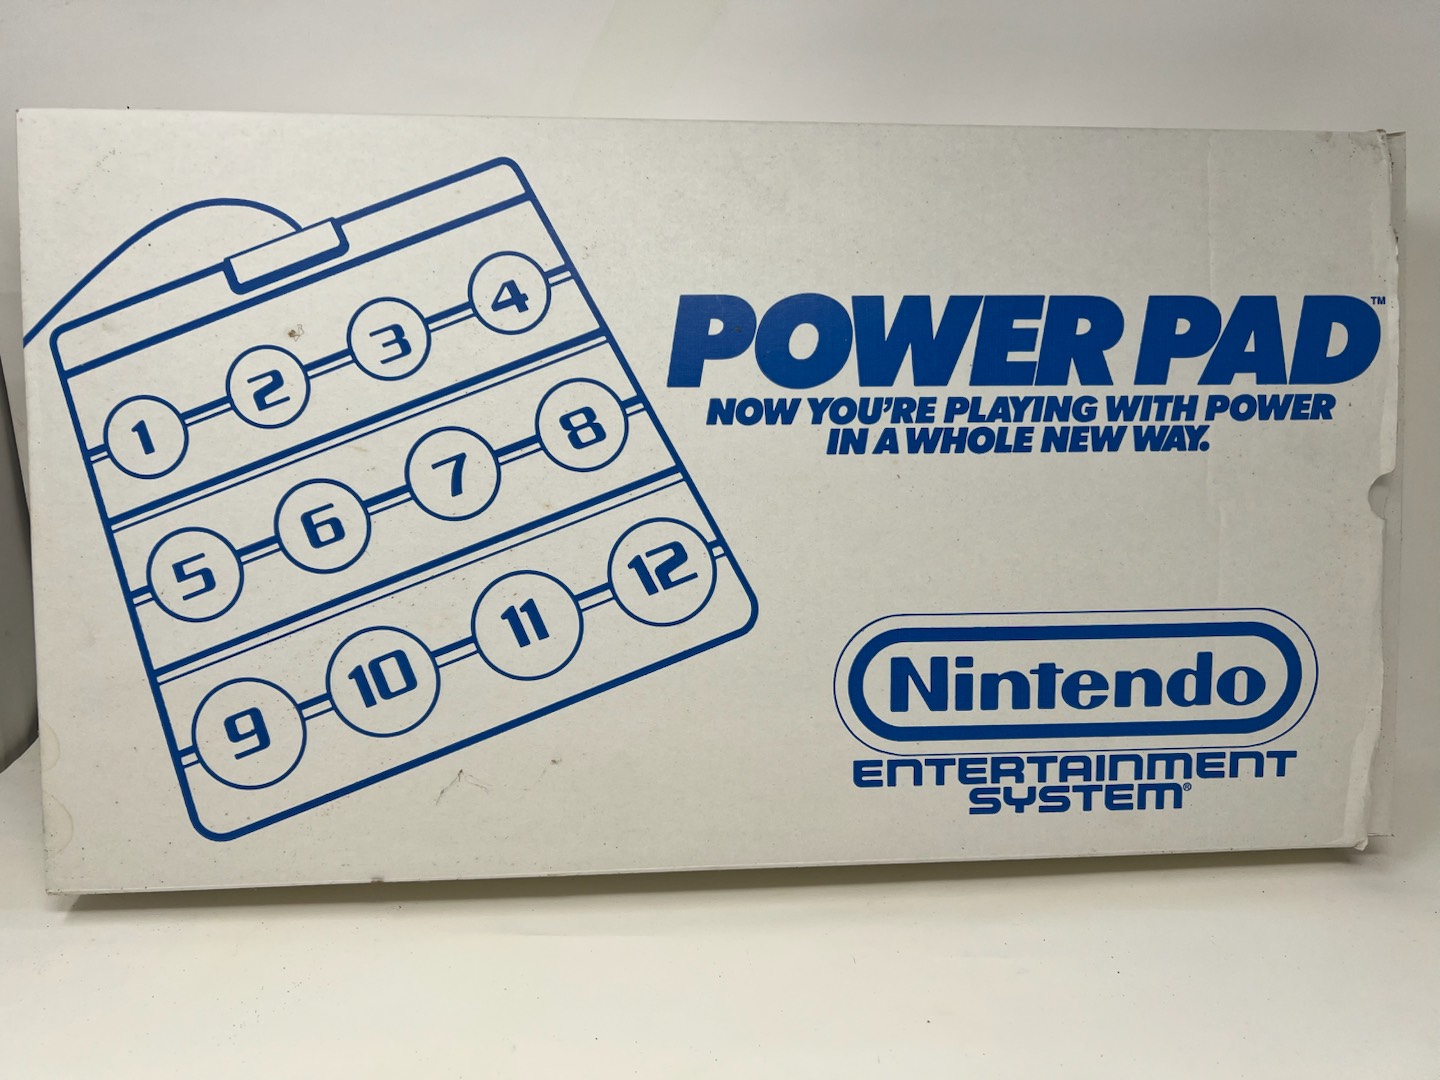 POWER PAD™
NOW YOU'RE PLAYING WITH POWER
IN A WHOLE NEW WAY.
1 2 3 4
5 6 7 8
9 10 11 12
Nintendo
ENTERTAINMENT
SYSTEM®